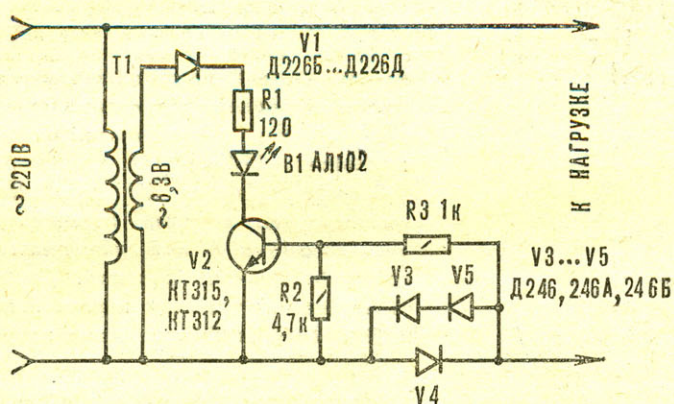 V1
Д226Б...Д226Д
T1
R1
120
В1 АЛ102
~220В
~6,3В
К НАГРУЗКЕ
R3 1к
V2
КТ315,
КТ312
R2
4,7к
V3
V5
V3...V5
Д246, 246А, 246Б
V4